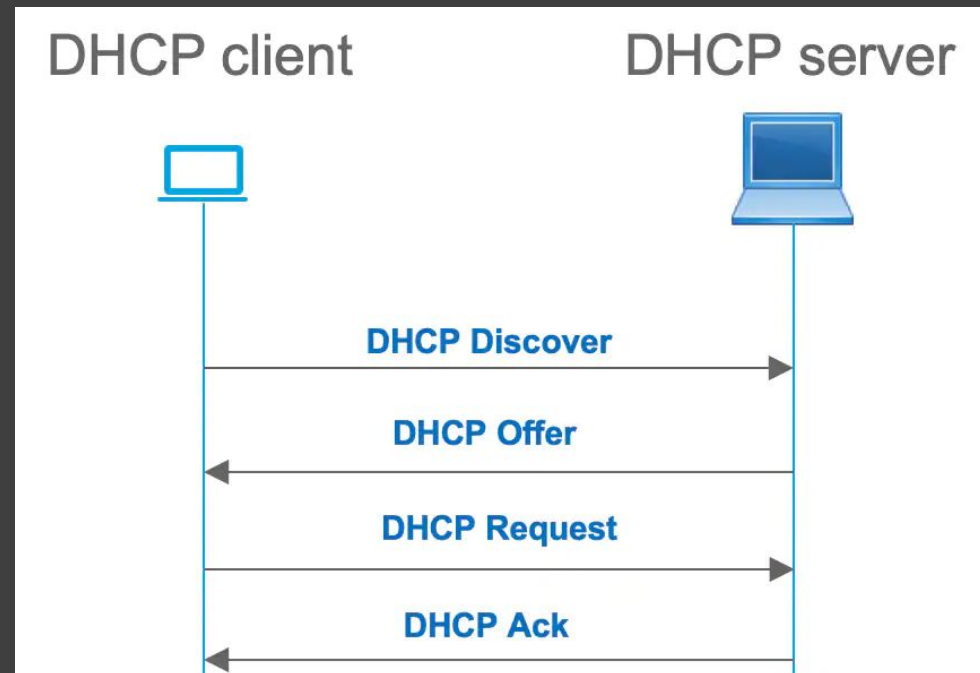 DHCP client
DHCP server
DHCP Discover
DHCP Offer
DHCP Request
DHCP Ack